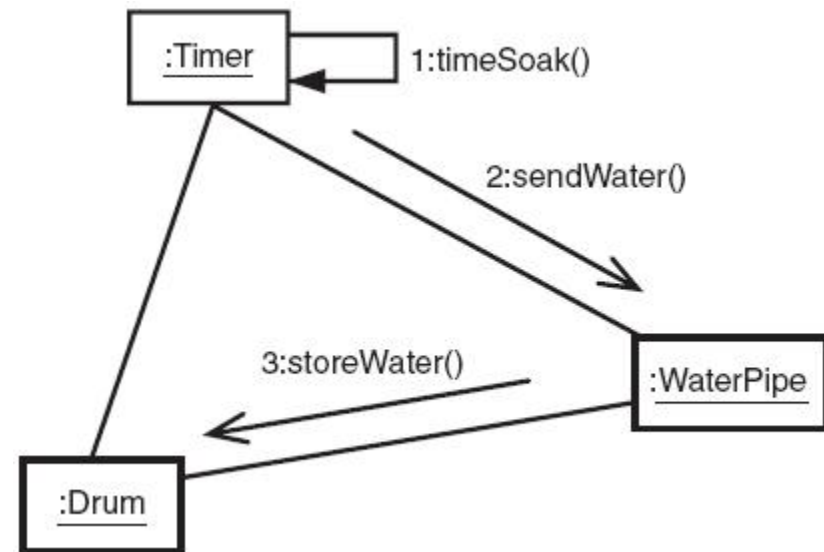 :Timer
1:timeSoak()
2:sendWater()
3:storeWater()
:WaterPipe
:Drum